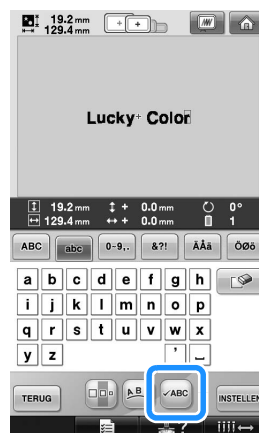 19.2 mm
129.4 mm
Lucky Color
19.2 mm + 0.0 mm 0°
129.4 mm + 0.0 mm 1
ABC abc 0-9,. &?! ÄÅä ÖØö
a b c d e f g h
i j k l m n o p
q r s t u v w x
y z '
TERUG A B ✓ABC INSTELLEN
?